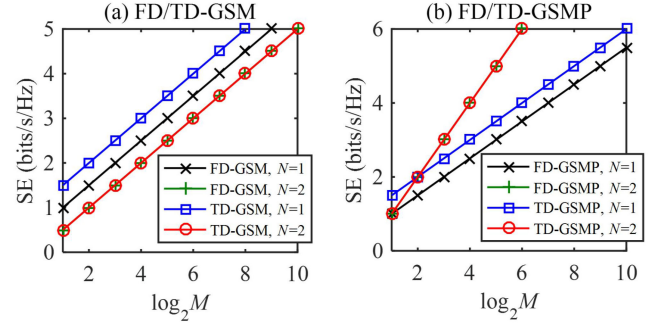 (a) FD/TD-GSM
SE (bits/s/Hz)
5
4
3
2
1
0
FD-GSM, N=1
FD-GSM, N=2
TD-GSM, N=1
TD-GSM, N=2
2
4
6
8
10
log₂M
(b) FD/TD-GSMP
SE (bits/s/Hz)
6
4
2
0
FD-GSMP, N=1
FD-GSMP, N=2
TD-GSMP, N=1
TD-GSMP, N=2
2
4
6
8
10
log₂M